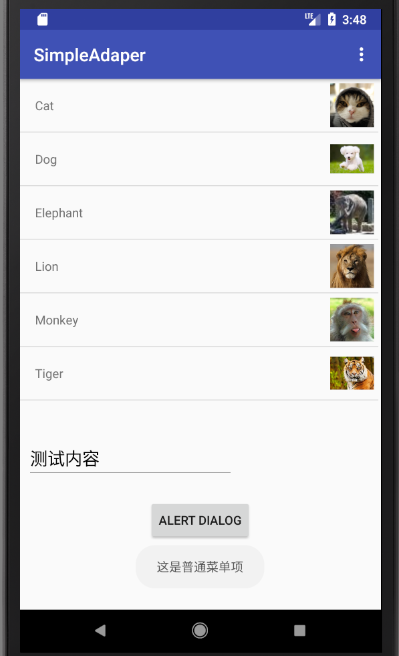 LTE 3:48
SimpleAdaper
Cat
Dog
Elephant
Lion
Monkey
Tiger
测试内容
ALERT DIALOG
这是普通菜单项